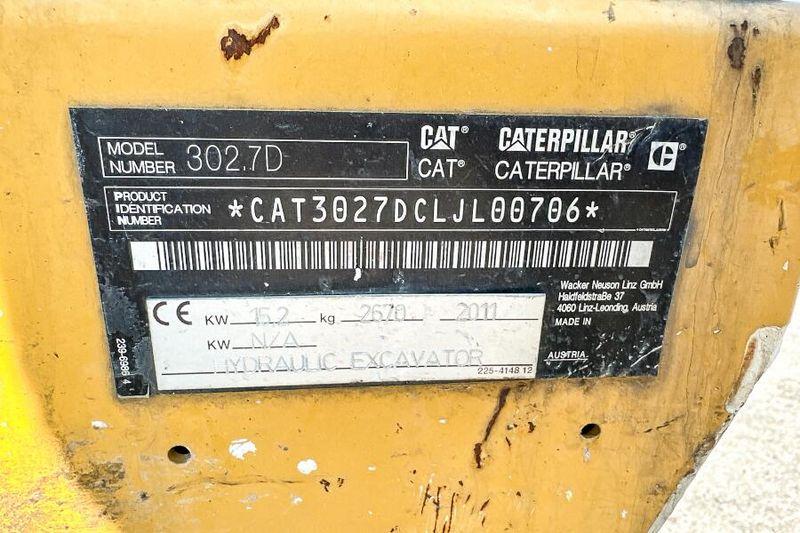 MODEL NUMBER 302.7D
CAT® CATERPILLAR®
CAT® CATERPILLAR®
PRODUCT IDENTIFICATION NUMBER *CAT3027DCLJL00706*
Wacker Neuson Linz GmbH
Haidfeldstraße 37
4060 Linz-Leonding, Austria
MADE IN
AUSTRIA
CE KW 15.2 kg 2670 2011
KW N/A
HYDRAULIC EXCAVATOR
225-4148 12
239-6986 4